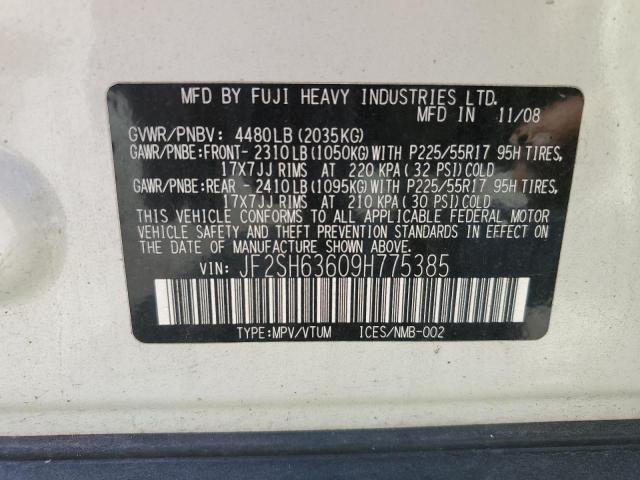 MFD BY FUJI HEAVY INDUSTRIES LTD.
MFD IN 11/08
GVWR/PNBV: 4480LB(2035KG)
GAWR/PNBE:FRONT- 2310LB(1050KG)WITH P225/55R17 95H TIRES,
17X7JJ RIMS AT 220 KPA(32 PSI)COLD
GAWR/PNBE:REAR - 2410LB(1095KG)WITH P225/55R17 95H TIRES,
17X7JJ RIMS AT 210 KPA(30 PSI)COLD
THIS VEHICLE CONFORMS TO ALL APPLICABLE FEDERAL MOTOR
VEHICLE SAFETY AND THEFT PREVENTION STANDARDS IN EFFECT
ON THE DATE OF MANUFACTURE SHOWN ABOVE.
VIN: JF2SH63609H775385
TYPE:MPV/VTUM ICES/NMB-002